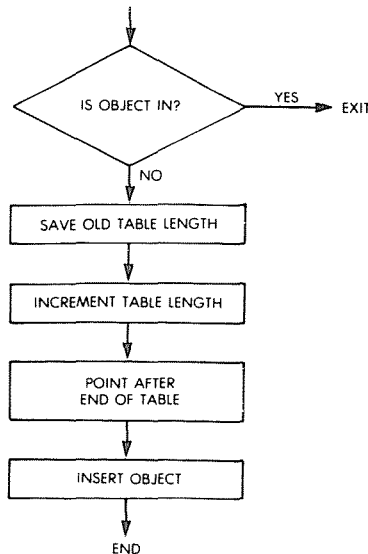 IS OBJECT IN?
YES
EXIT
NO
SAVE OLD TABLE LENGTH
INCREMENT TABLE LENGTH
POINT AFTER
END OF TABLE
INSERT OBJECT
END